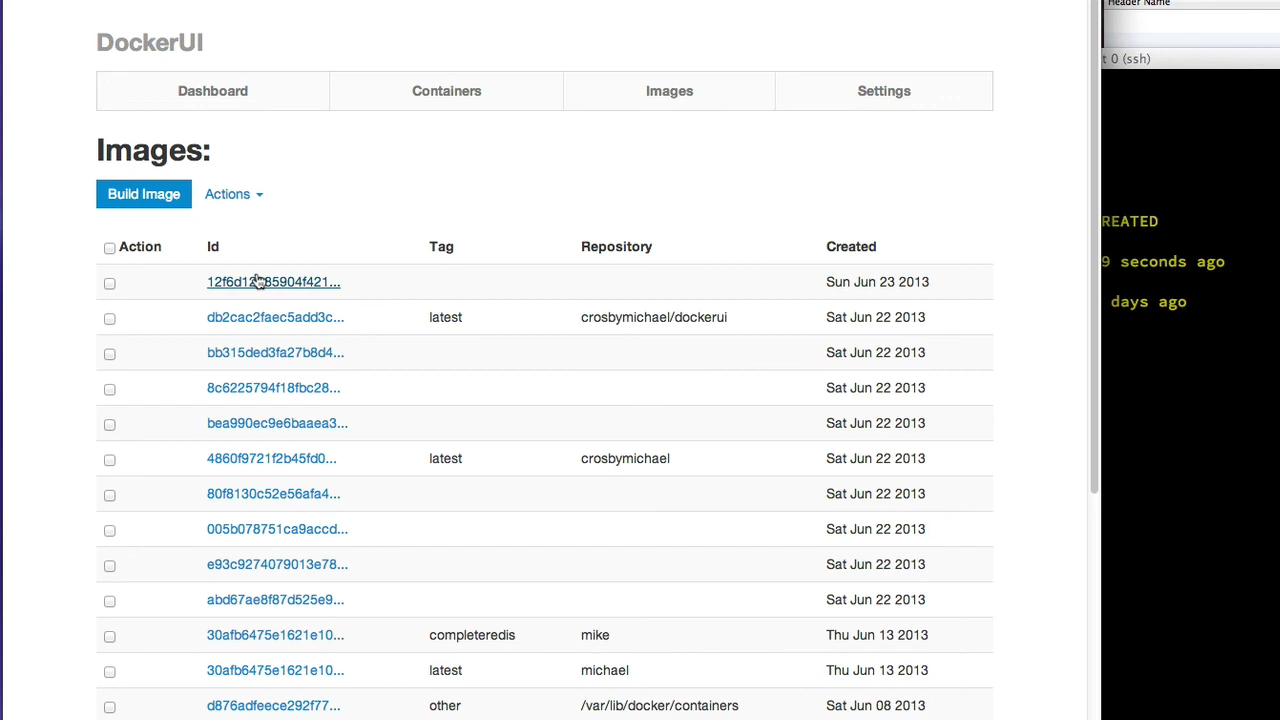 Header Name
DockerUI
t 0 (ssh)
Dashboard Containers Images Settings
Images:
Build Image Actions
Action Id Tag Repository Created
Sun Jun 23 2013
db2cac2faec5add3c... latest crosbymichael/dockerui Sat Jun 22 2013
bb315ded3fa27b8d4... Sat Jun 22 2013
8c6225794f18fbc28... Sat Jun 22 2013
bea990ec9e6baaea3... Sat Jun 22 2013
4860f9721f2b45fd0... latest crosbymichael Sat Jun 22 2013
80f8130c52e56afa4... Sat Jun 22 2013
005b078751ca9accd... Sat Jun 22 2013
e93c9274079013e78... Sat Jun 22 2013
abd67ae8f87d525e9... Sat Jun 22 2013
30afb6475e1621e10... completeredis mike Thu Jun 13 2013
30afb6475e1621e10... latest michael Thu Jun 13 2013
d876adfeece292f77... other /var/lib/docker/containers Sat Jun 08 2013
REATED
9 seconds ago
days ago